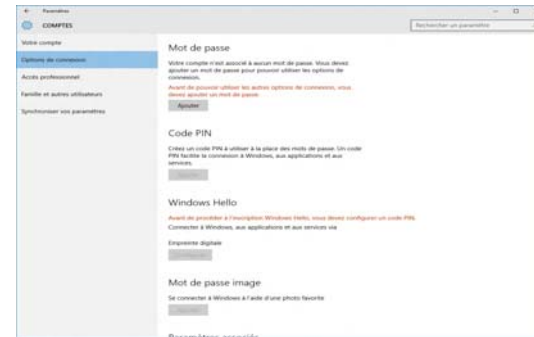 Paramètres
COMPTES
Rechercher un paramètre
Votre compte
Options de connexion
Accès professionnel
Famille et autres utilisateurs
Synchroniser vos paramètres
Mot de passe
Votre compte n'est associé à aucun mot de passe. Vous devez
ajouter un mot de passe pour pouvoir utiliser les options de
connexion.
Avant de pouvoir utiliser les autres options de connexion, vous
devez ajouter un mot de passe.
Ajouter
Code PIN
Créez un code PIN à utiliser à la place des mots de passe. Un code
PIN facilite la connexion à Windows, aux applications et aux
services.
Ajouter
Windows Hello
Avant de procéder à l'inscription Windows Hello, vous devez configurer un code PIN.
Connecter à Windows, aux applications et aux services via
Empreinte digitale
Mot de passe image
Se connecter à Windows à l'aide d'une photo favorite
Ajouter
Paramètres associés